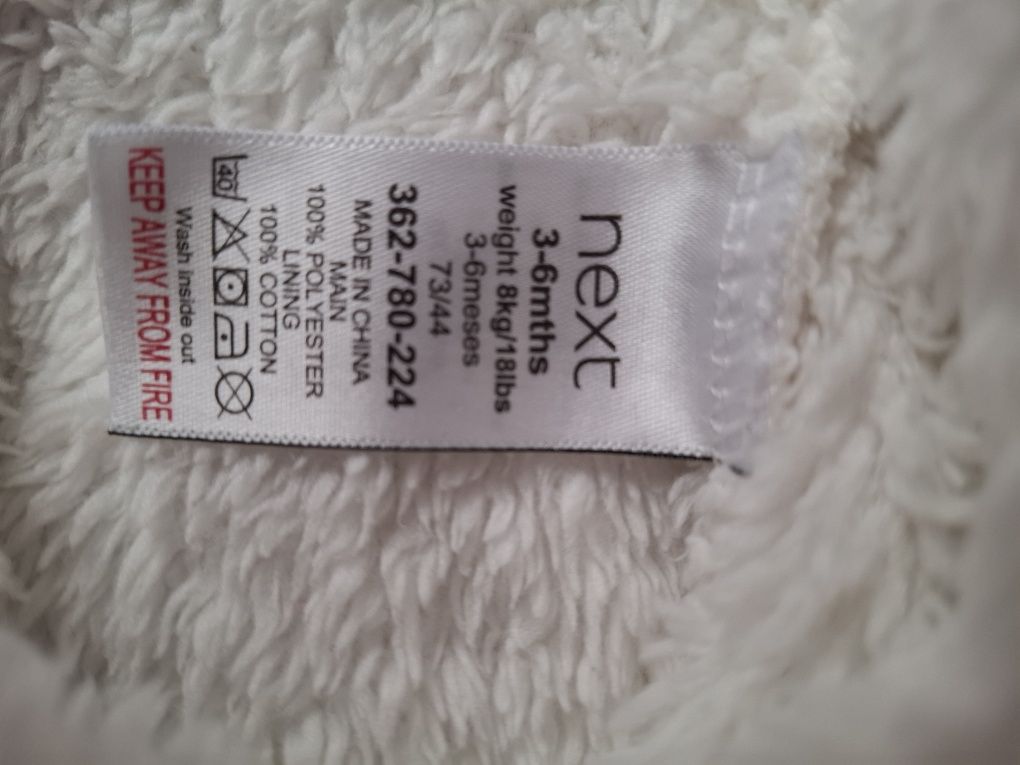 next
3-6mths
weight 8kg/18lbs
3-6meses
73/44
362-780-224
MADE IN CHINA
MAIN
100% POLYESTER
LINING
100% COTTON
40
Wash inside out
KEEP AWAY FROM FIRE